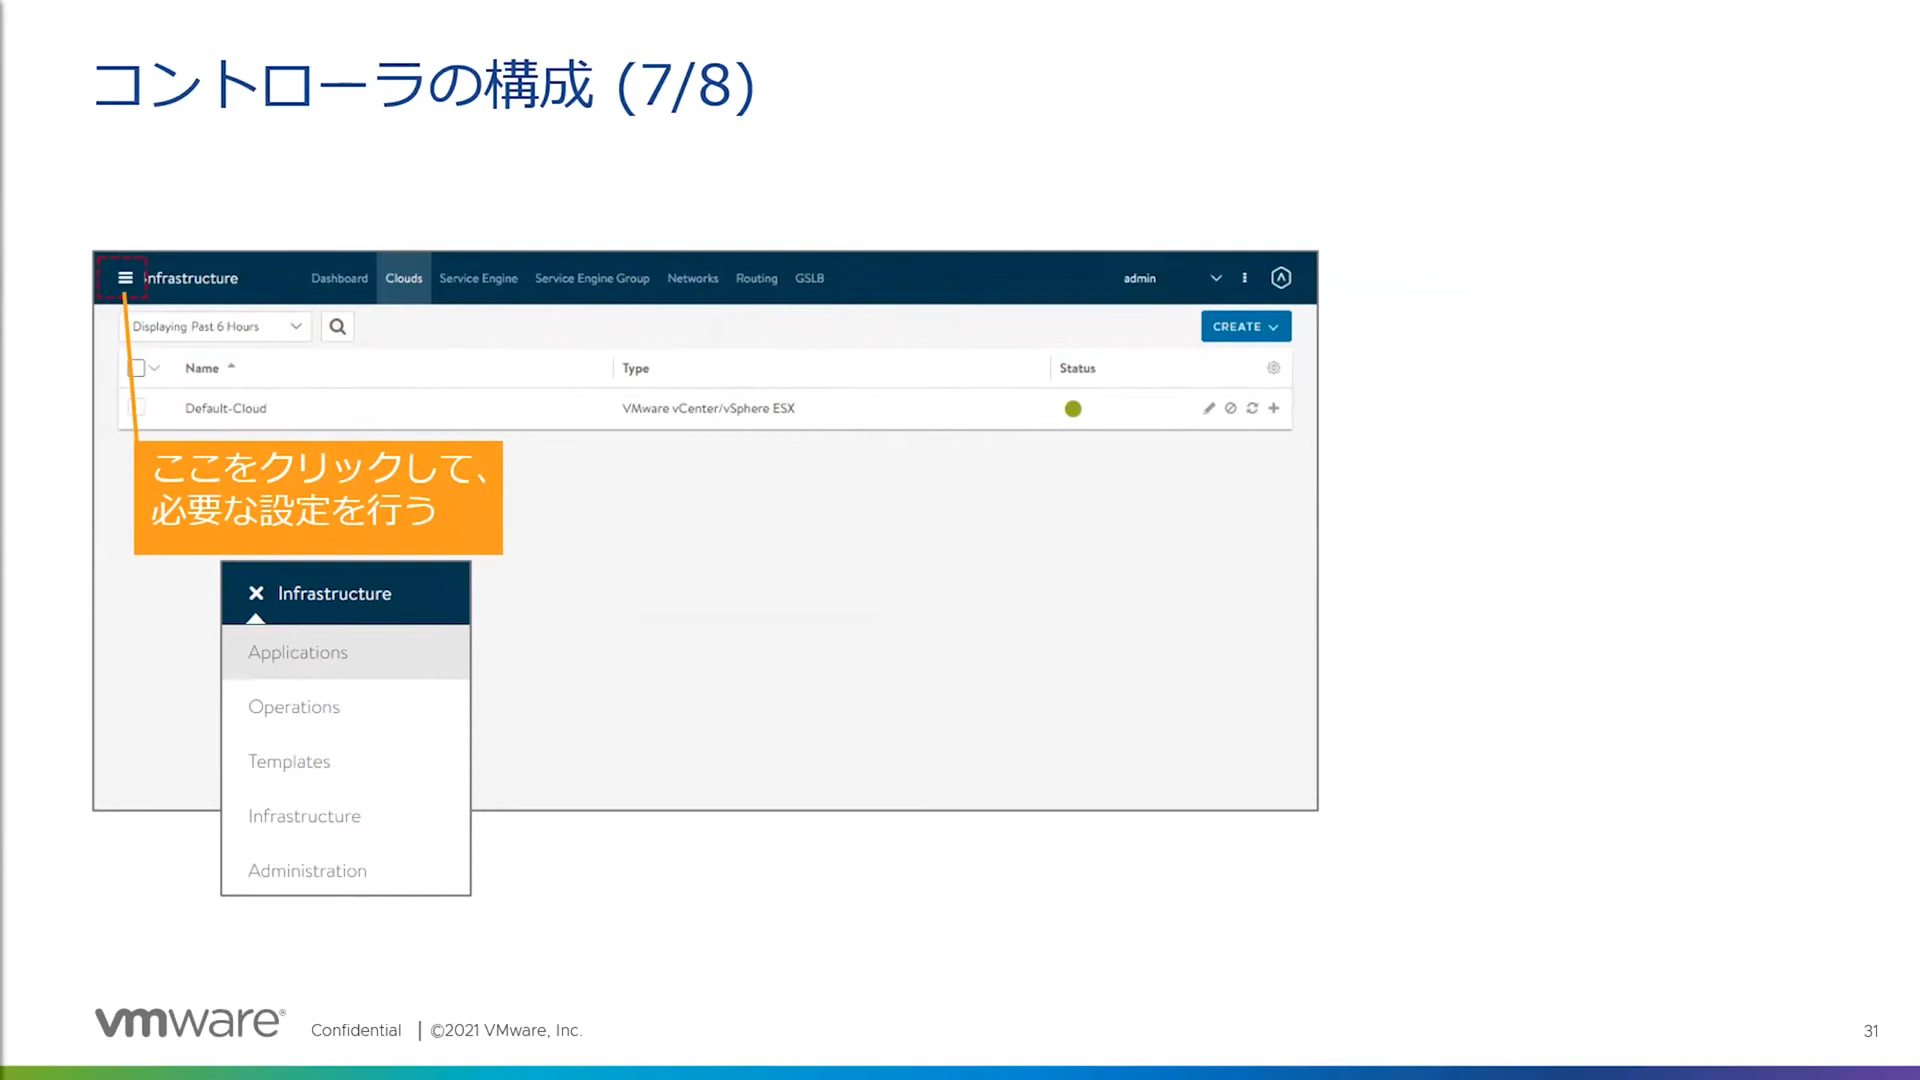 コントローラの構成 (7/8)
Infrastructure Dashboard Clouds Service Engine Service Engine Group Networks Routing GSLB admin
Displaying Past 6 Hours CREATE
Name Type Status
Default-Cloud VMware vCenter/vSphere ESX
ここをクリックして、
必要な設定を行う
Infrastructure
Applications
Operations
Templates
Infrastructure
Administration
vmware® Confidential | ©2021 VMware, Inc. 31